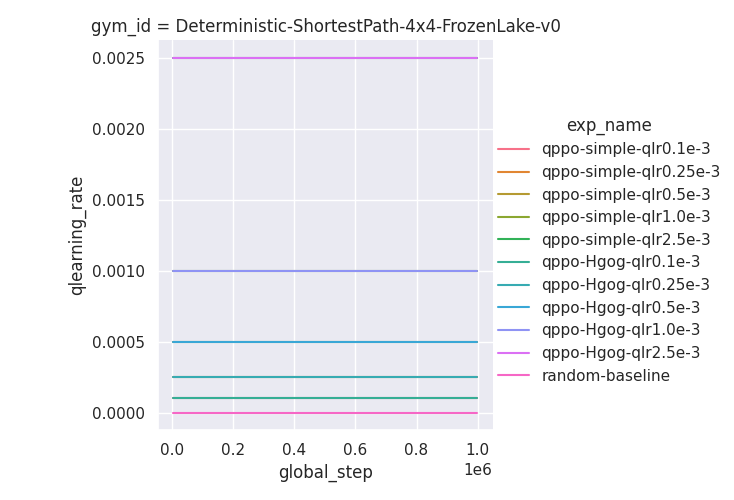 gym_id = Deterministic-ShortestPath-4x4-FrozenLake-v0
0.0025
0.0020
0.0015
0.0010
0.0005
0.0000
qlearning_rate
0.0
0.2
0.4
0.6
0.8
1.0
1e6
global_step
exp_name
qppo-simple-qlr0.1e-3
qppo-simple-qlr0.25e-3
qppo-simple-qlr0.5e-3
qppo-simple-qlr1.0e-3
qppo-simple-qlr2.5e-3
qppo-Hgog-qlr0.1e-3
qppo-Hgog-qlr0.25e-3
qppo-Hgog-qlr0.5e-3
qppo-Hgog-qlr1.0e-3
qppo-Hgog-qlr2.5e-3
random-baseline